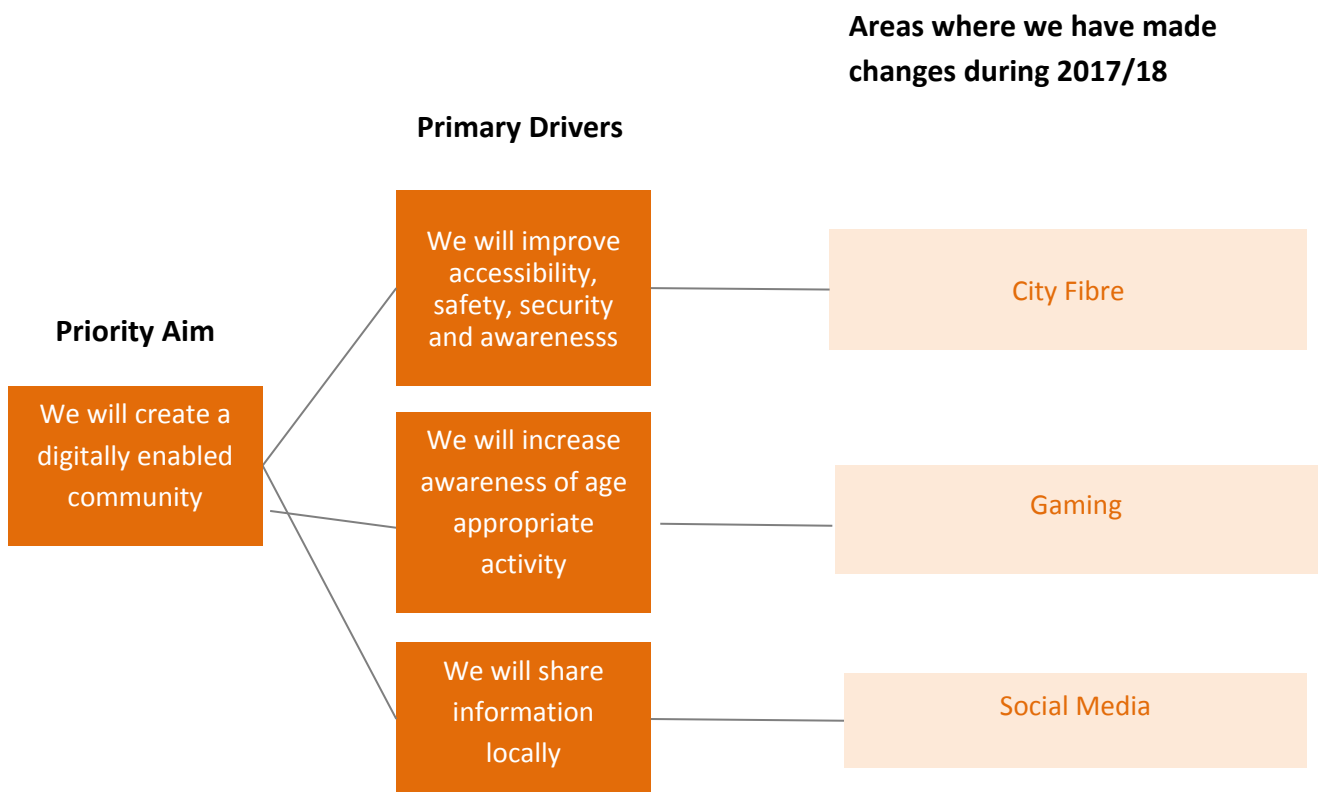 Areas where we have made
changes during 2017/18
Primary Drivers
We will improve
accessibility,
safety, security
and awarenesss
City Fibre
Priority Aim
We will create a
digitally enabled
community
We will increase
awareness of age
appropriate
activity
Gaming
We will share
information
locally
Social Media